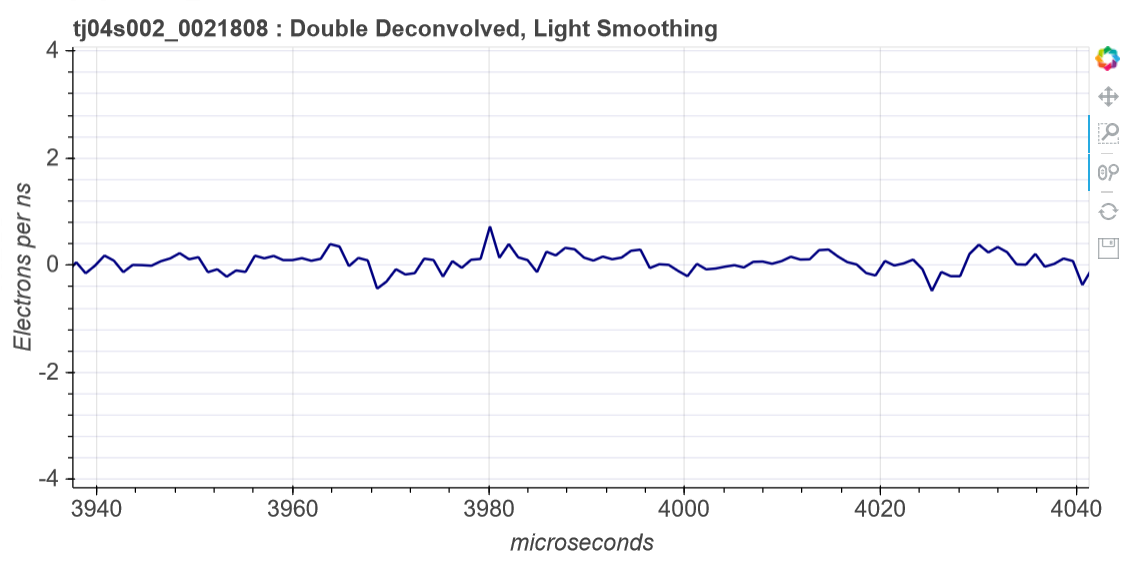 tj04s002_0021808 : Double Deconvolved, Light Smoothing
4
2
0
-2
-4
Electrons per ns
3940 3960 3980 4000 4020 4040
microseconds